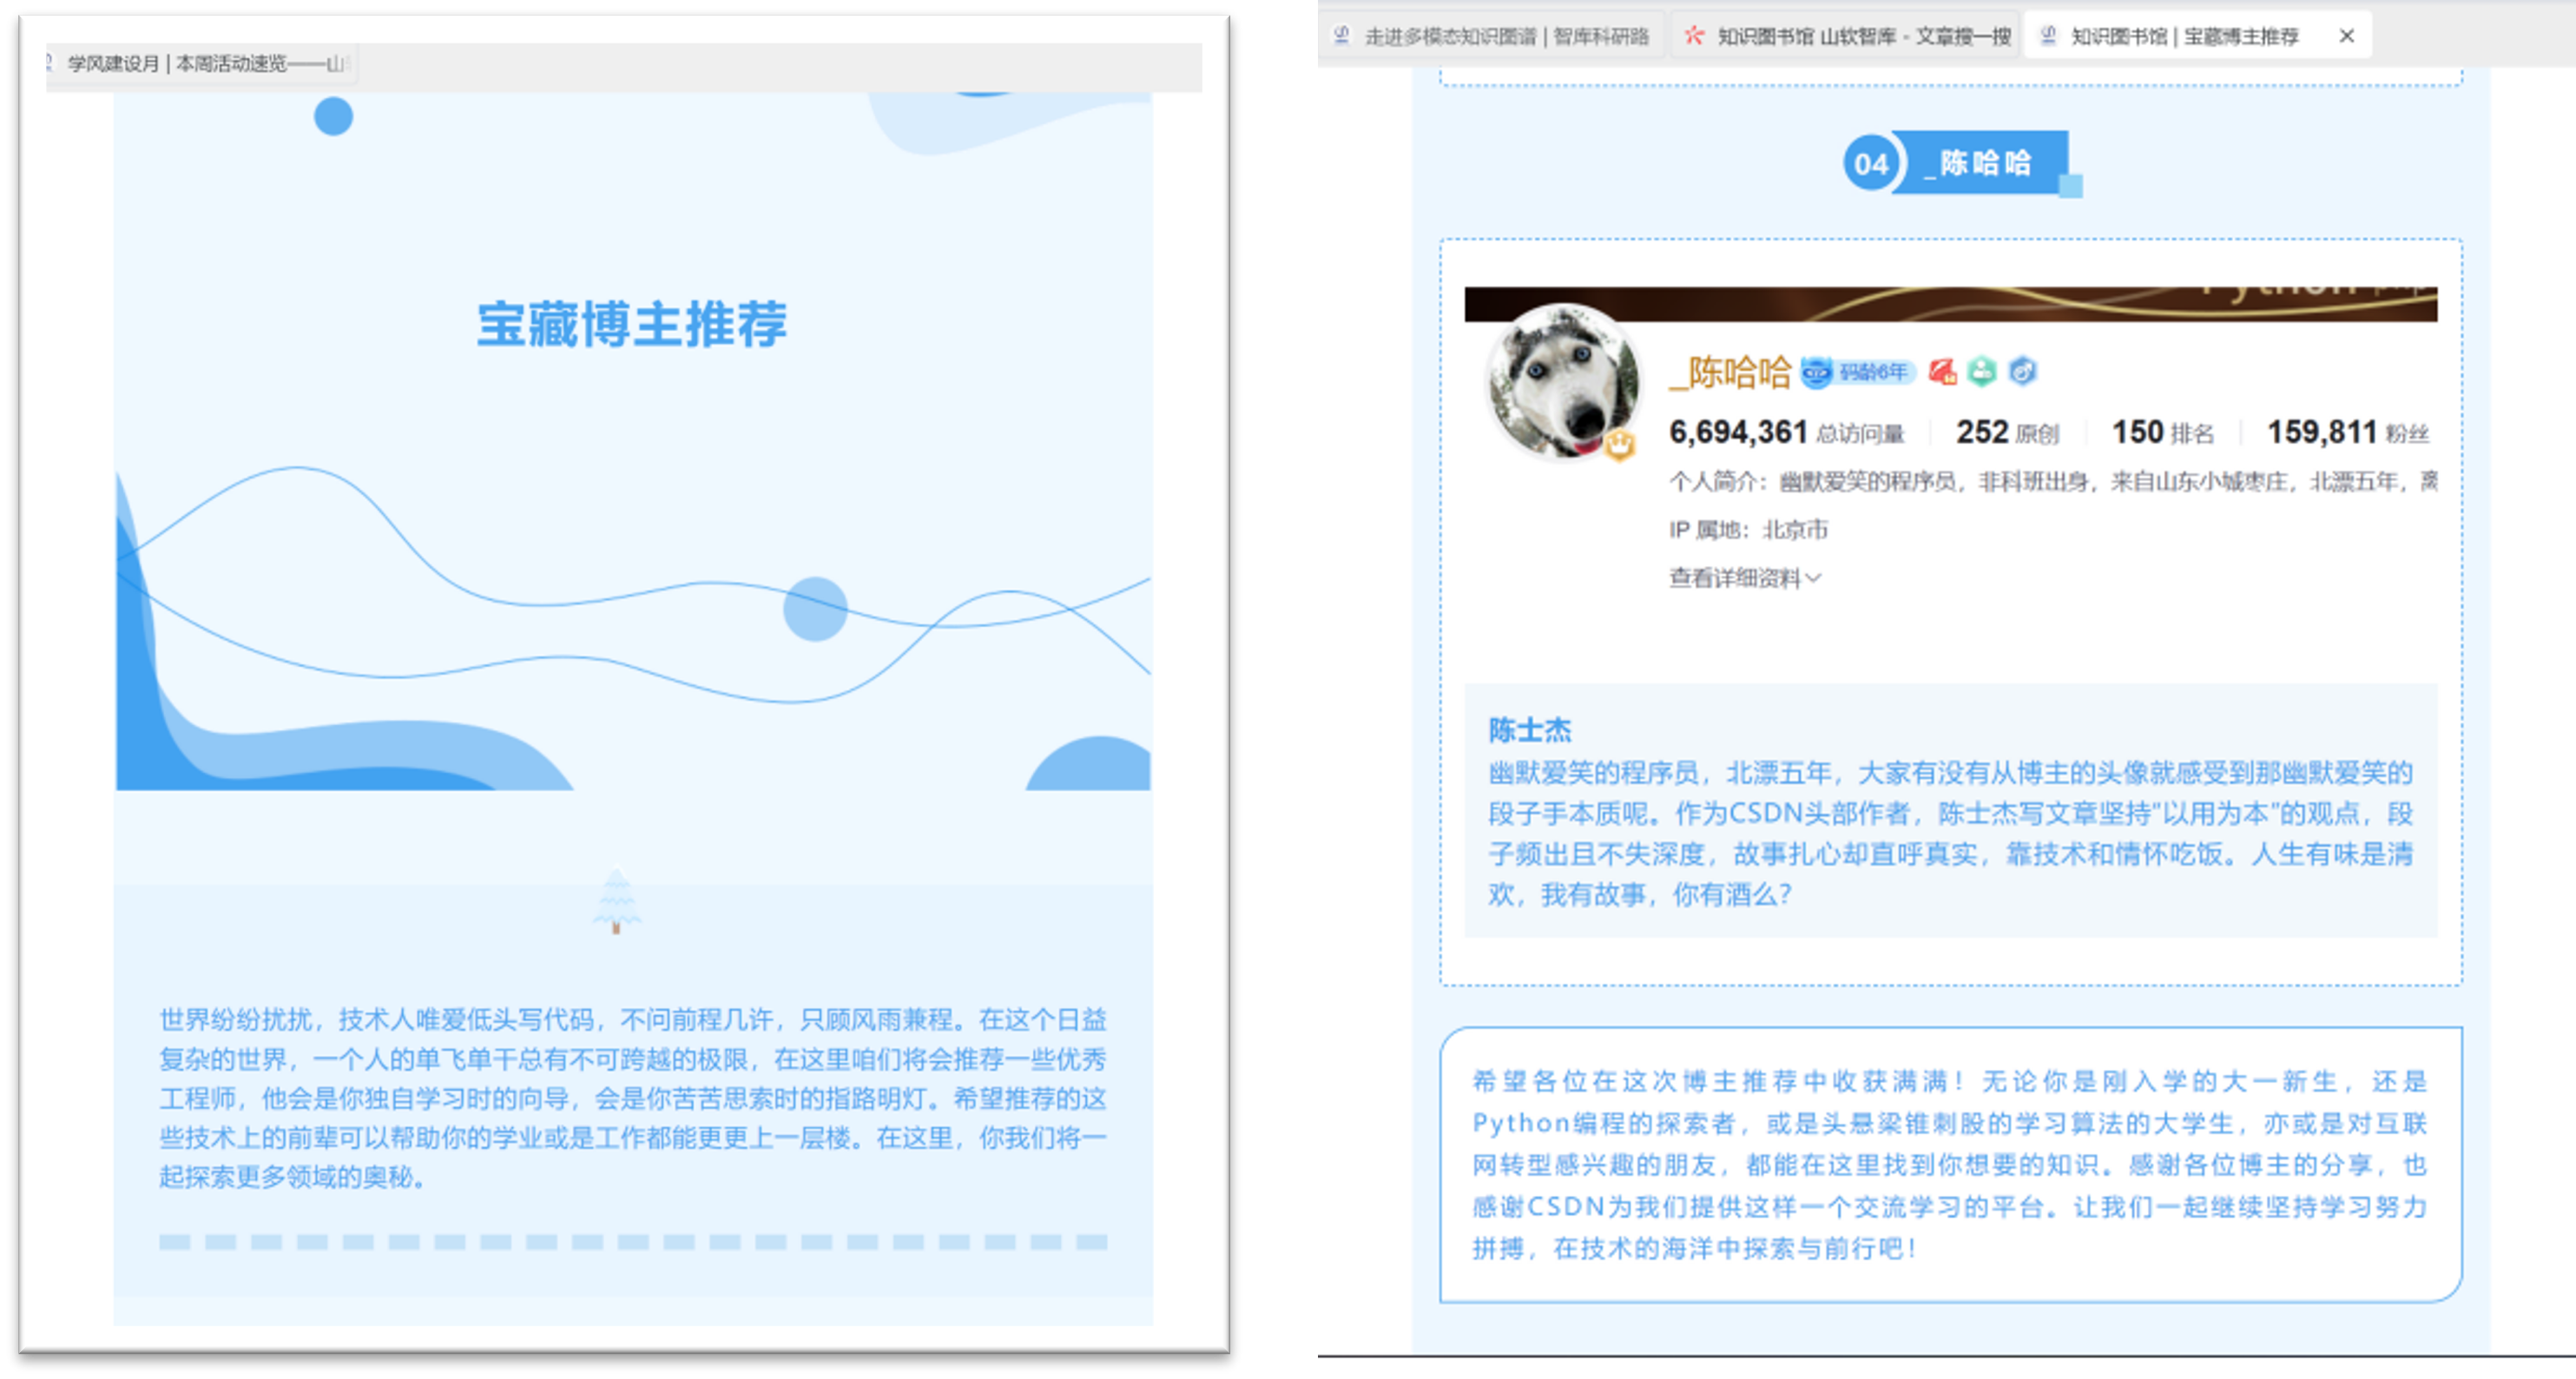 学风建设月 | 本周活动速览——山
宝藏博主推荐
世界纷纷扰扰，技术人唯爱低头写代码，不问前程几许，只顾风雨兼程。在这个日益
复杂的世界，一个人的单飞单干总有不可跨越的极限，在这里咱们将会推荐一些优秀
工程师，他会是你独自学习时的向导，会是你苦苦思索时的指路明灯。希望推荐的这
些技术上的前辈可以帮助你的学业或是工作都能更更上一层楼。在这里，你我们将一
起探索更多领域的奥秘。
走进多模态知识图谱 | 智库科研路
知识图书馆 山软智库 - 文章搜一搜
知识图书馆 | 宝藏博主推荐
04 _陈哈哈
Python php
_陈哈哈 码龄6年
6,694,361 总访问量 252 原创 150 排名 159,811 粉丝
个人简介：幽默爱笑的程序员，非科班出身，来自山东小城枣庄，北漂五年，离
IP 属地：北京市
查看详细资料
陈士杰
幽默爱笑的程序员，北漂五年，大家有没有从博主的头像就感受到那幽默爱笑的
段子手本质呢。作为CSDN头部作者，陈士杰写文章坚持"以用为本"的观点，段
子频出且不失深度，故事扎心却直呼真实，靠技术和情怀吃饭。人生有味是清
欢，我有故事，你有酒么？
希望各位在这次博主推荐中收获满满！无论你是刚入学的大一新生，还是
Python编程的探索者，或是头悬梁锥刺股的学习算法的大学生，亦或是对互联
网转型感兴趣的朋友，都能在这里找到你想要的知识。感谢各位博主的分享，也
感谢CSDN为我们提供这样一个交流学习的平台。让我们一起继续坚持学习努力
拼搏，在技术的海洋中探索与前行吧！